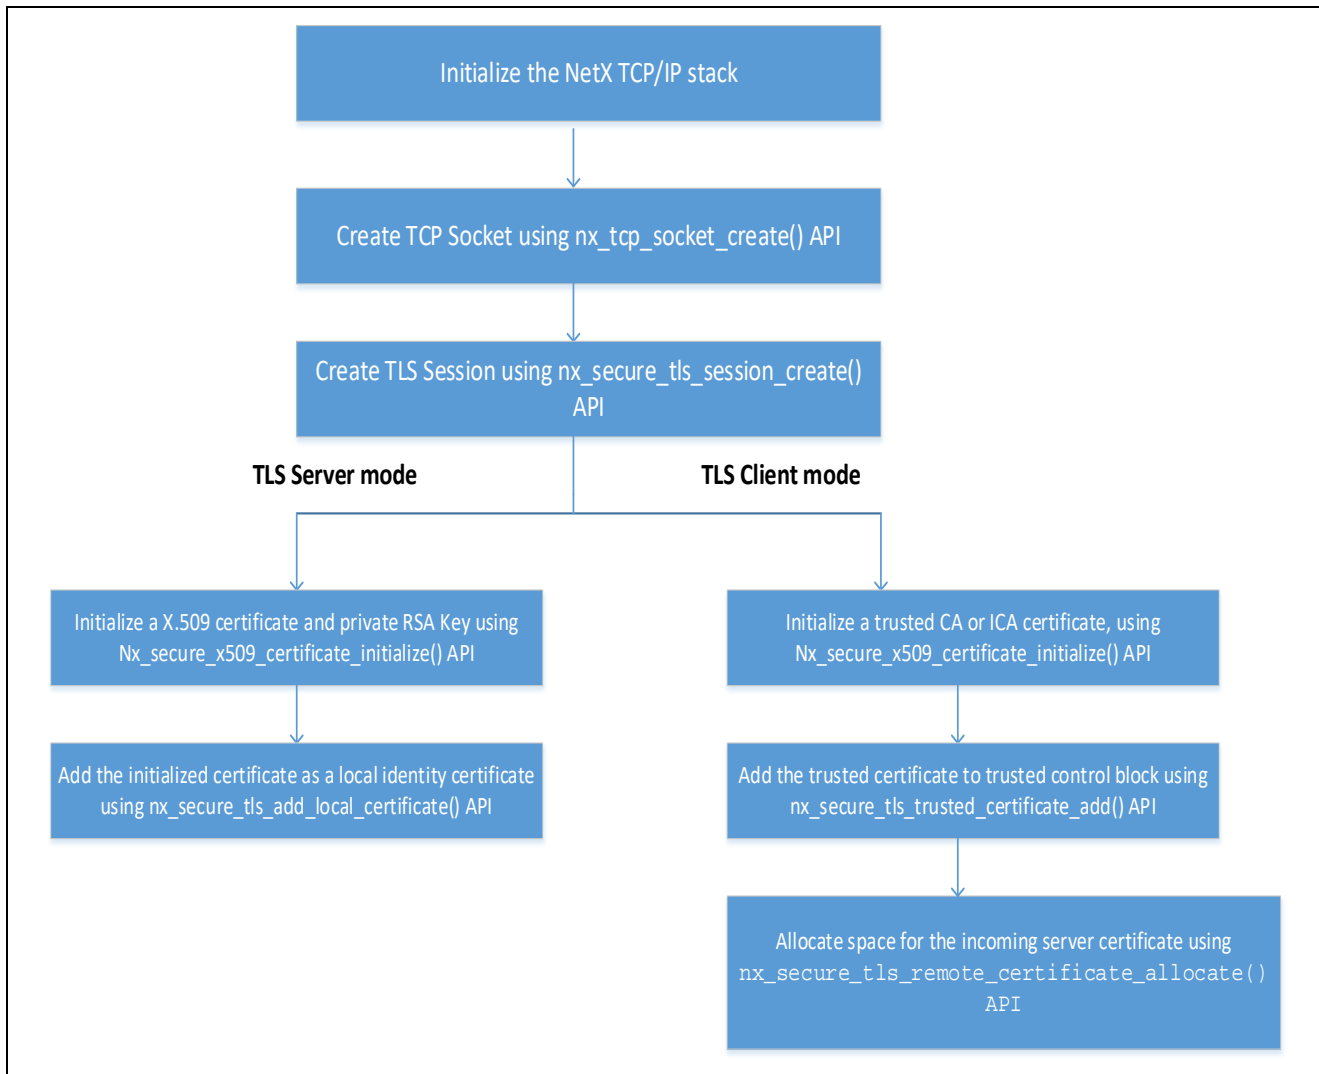 Initialize the NetX TCP/IP stack
Create TCP Socket using nx_tcp_socket_create() API
Create TLS Session using nx_secure_tls_session_create()
API
TLS Server mode
TLS Client mode
Initialize a X.509 certificate and private RSA Key using
Nx_secure_x509_certificate_initialize() API
Add the initialized certificate as a local identity certificate
using nx_secure_tls_add_local_certificate() API
Initialize a trusted CA or ICA certificate, using
Nx_secure_x509_certificate_initialize() API
Add the trusted certificate to trusted control block using
nx_secure_tls_trusted_certificate_add() API
Allocate space for the incoming server certificate using
nx_secure_tls_remote_certificate_allocate()
API